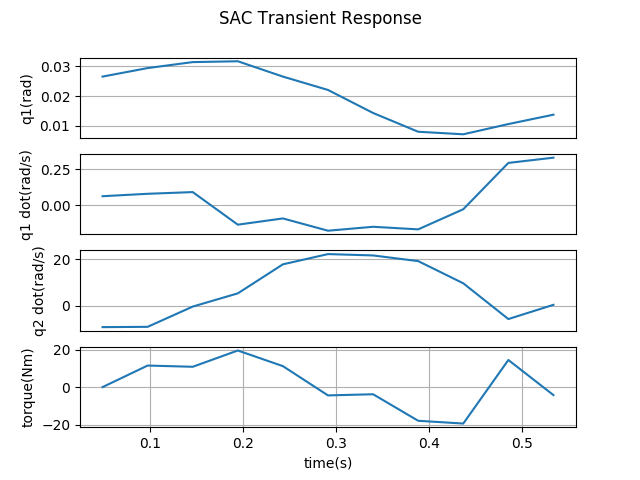 SAC Transient Response
q1(rad)
0.03
0.02
0.01
q1 dot(rad/s)
0.25
0.00
q2 dot(rad/s)
20
0
torque(Nm)
20
0
−20
0.1 0.2 0.3 0.4 0.5
time(s)